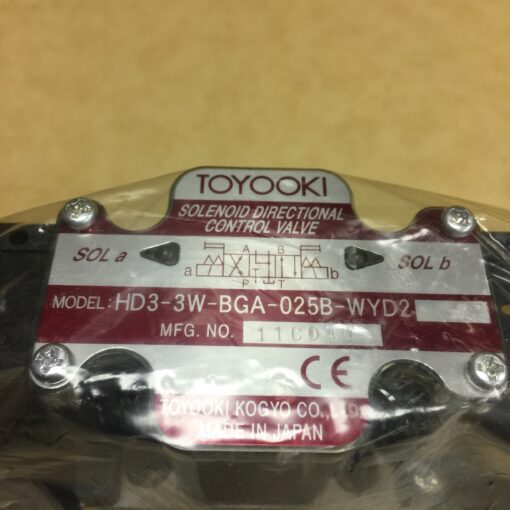 TOYOOKI
SOLENOID DIRECTIONAL
CONTROL VALVE
SOL a
A B
SOL b
a
b
P T
MODEL: HD3-3W-BGA-025B-WYD2
MFG. NO.
CE
TOYOOKI KOGYO CO., LTD.
MADE IN JAPAN